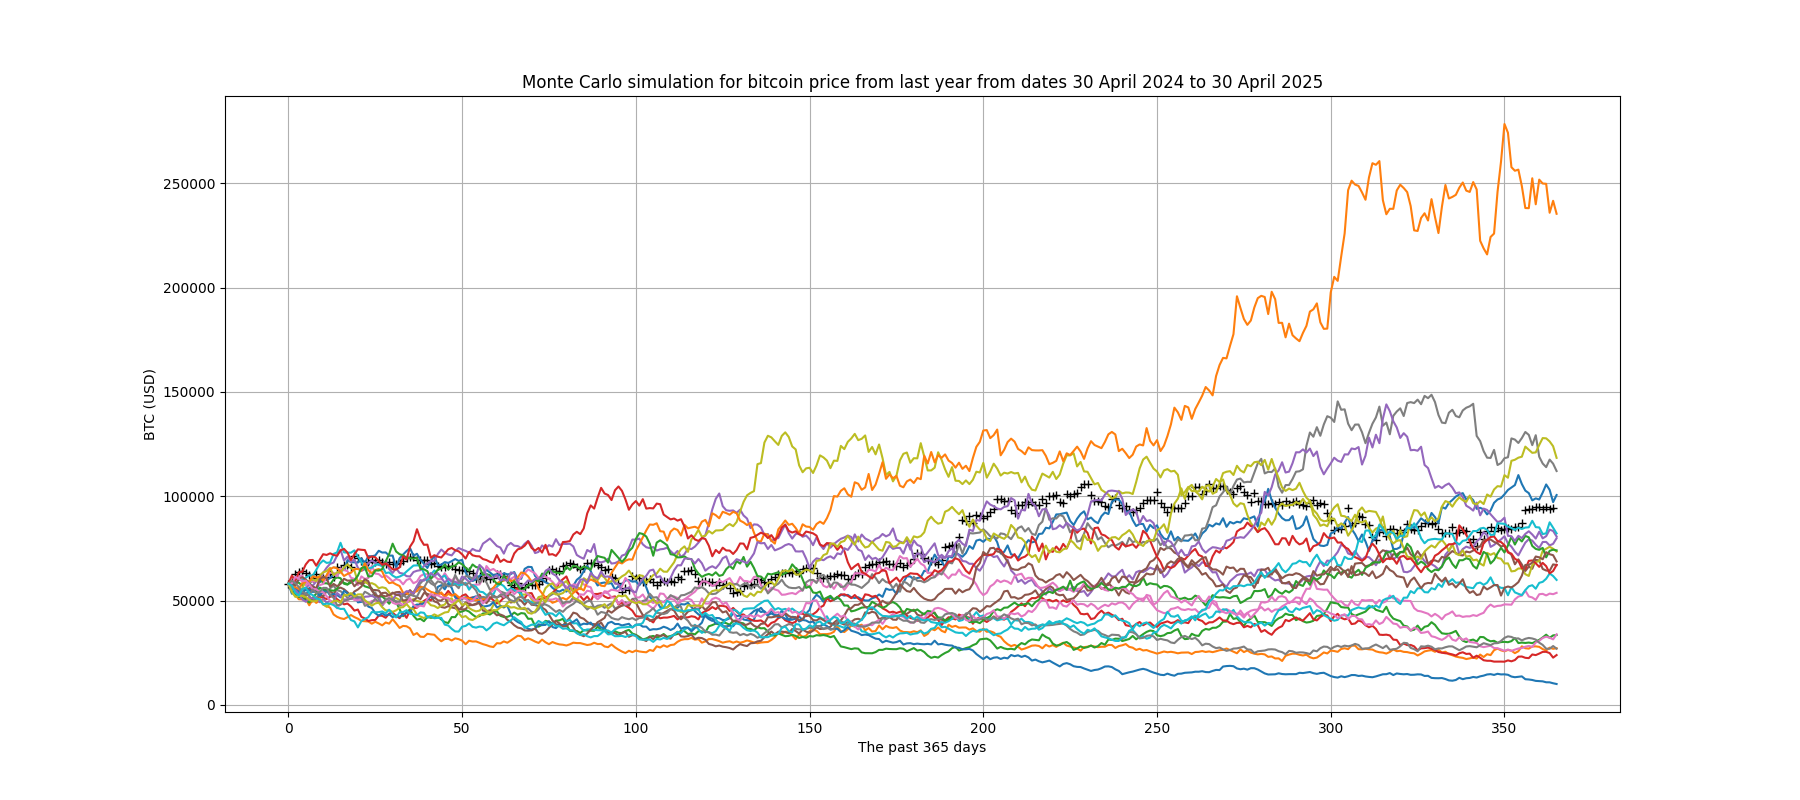 Monte Carlo simulation for bitcoin price from last year from dates 30 April 2024 to 30 April 2025
BTC (USD)
250000
200000
150000
100000
50000
0
0 50 100 150 200 250 300 350
The past 365 days